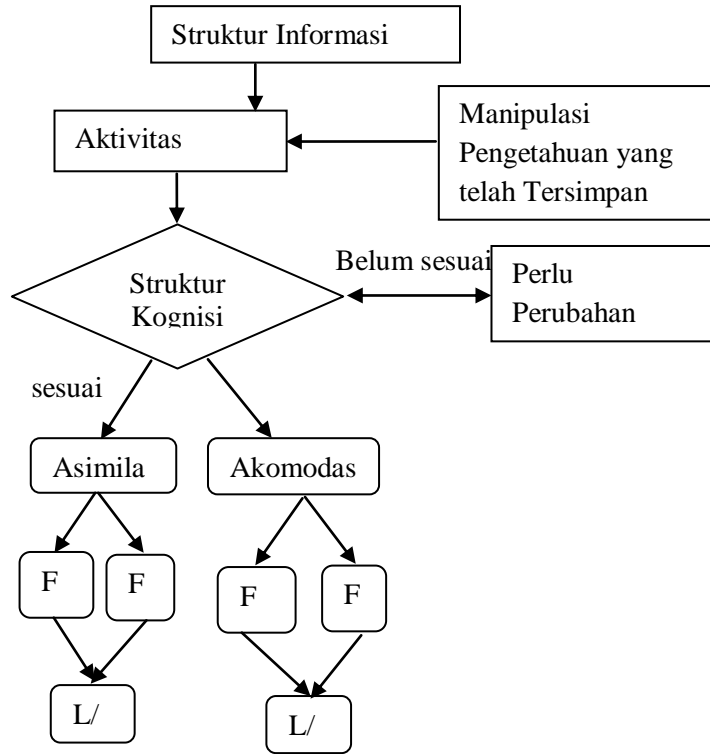 Struktur Informasi
Aktivitas
Manipulasi
Pengetahuan yang
telah Tersimpan
Struktur
Kognisi
Belum sesuai
Perlu
Perubahan
sesuai
Asimila
Akomodas
F
F
F
F
L/
L/